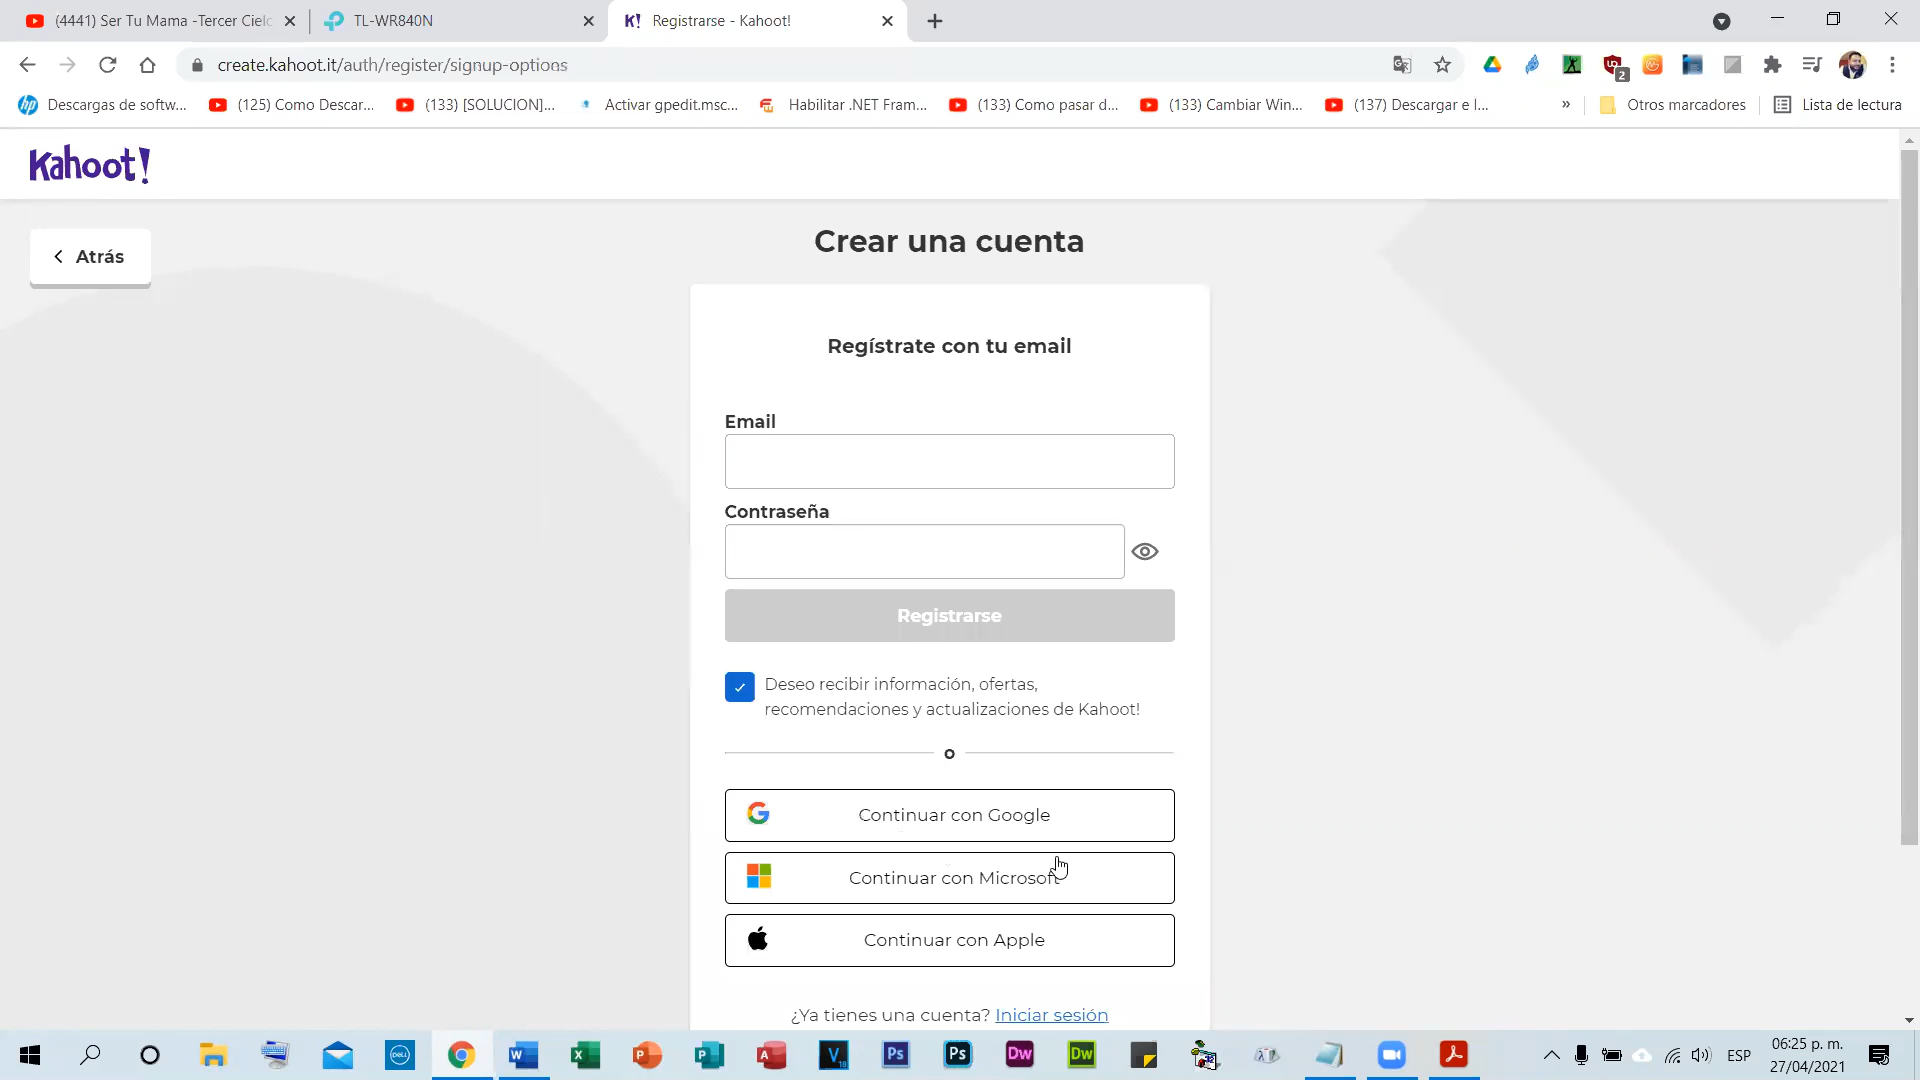 (4441) Ser Tu Mama -Tercer Cielo
TL-WR840N
K! Registrarse - Kahoot!
create.kahoot.it/auth/register/signup-options
2
hp Descargas de softw...
(125) Como Descar...
(133) [SOLUCION]...
Activar gpedit.msc...
Habilitar .NET Fram...
(133) Como pasar d...
(133) Cambiar Win...
(137) Descargar e I...
»
Otros marcadores
Lista de lectura
Kahoot!
Atrás
Crear una cuenta
Regístrate con tu email
Email
Contraseña
Registrarse
Deseo recibir información, ofertas,
recomendaciones y actualizaciones de Kahoot!
o
Continuar con Google
Continuar con Microsoft
Continuar con Apple
¿Ya tienes una cuenta? Iniciar sesión
ESP
06:25 p. m.
27/04/2021